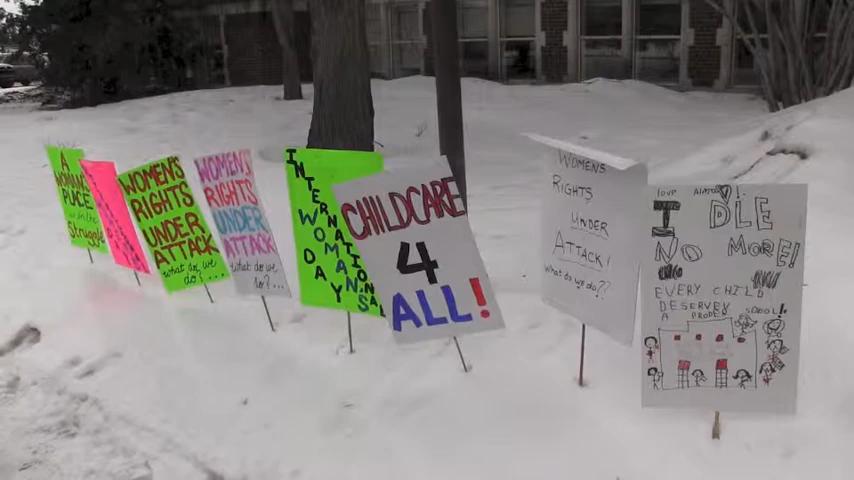 A
WOMAN'S
PLACE
is in the
Struggle
WOMEN'S
RIGHTS
UNDER
ATTACK
what do we
do?....
WOMEN'S
RIGHTS
UNDER
ATTACK
what do we
do?...
INTERNATIONAL
WOMAN'S
DAY
CHILDCARE
4
ALL!
WOMENS
RIGHTS
UNDER
ATTACK!
What do we do??
I DLE
NO MORE!
EVERY CHILD
DESERVES
A PROPER SCOOL!